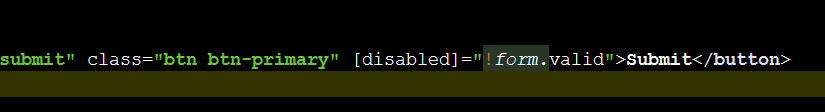 submit" class="btn btn-primary" [disabled]="!form.valid">Submit</button>